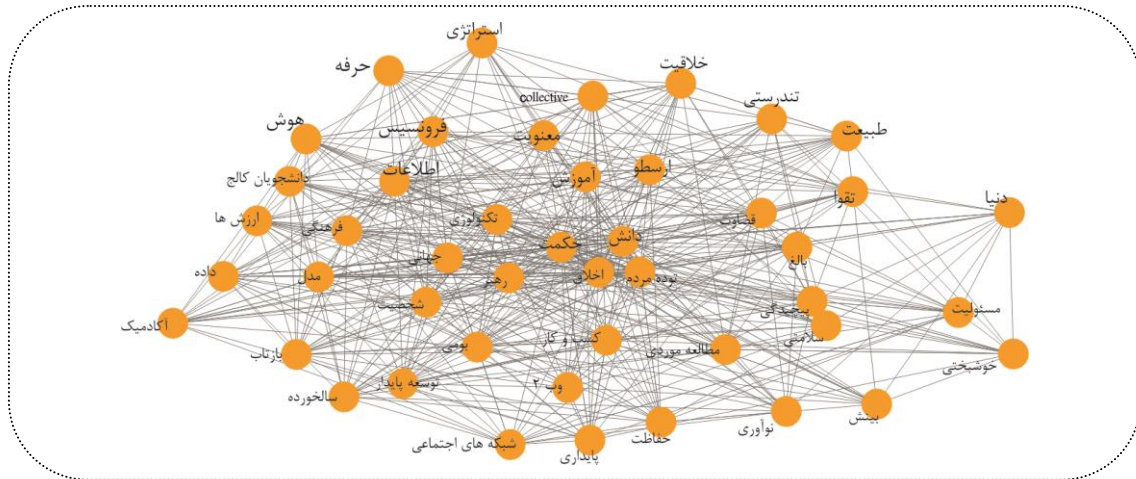 استراتژی
حرفه
خلاقیت
collective
تندرستی
هوش
فرونسیس
معنویت
طبیعت
ارسطو
دانشجویان کالج
اطلاعات
آموزش
تقوا
دنیا
ارزش ها
فرهنگی
تکنولوژی
قضاوت
حکمت
دانش
بالغ
جهانی
داده
مدل
رهبر
اخلاق
توده مردم
شخصیت
پیچیدگی
مسئولیت
آکادمیک
سلامتی
بازتاب
بومی
کسب و کار
مطالعه موردی
خوشبختی
سالخورده
توسعه پایدار
وب ۲
بینش
نوآوری
حفاظت
شبکه های اجتماعی
پایداری